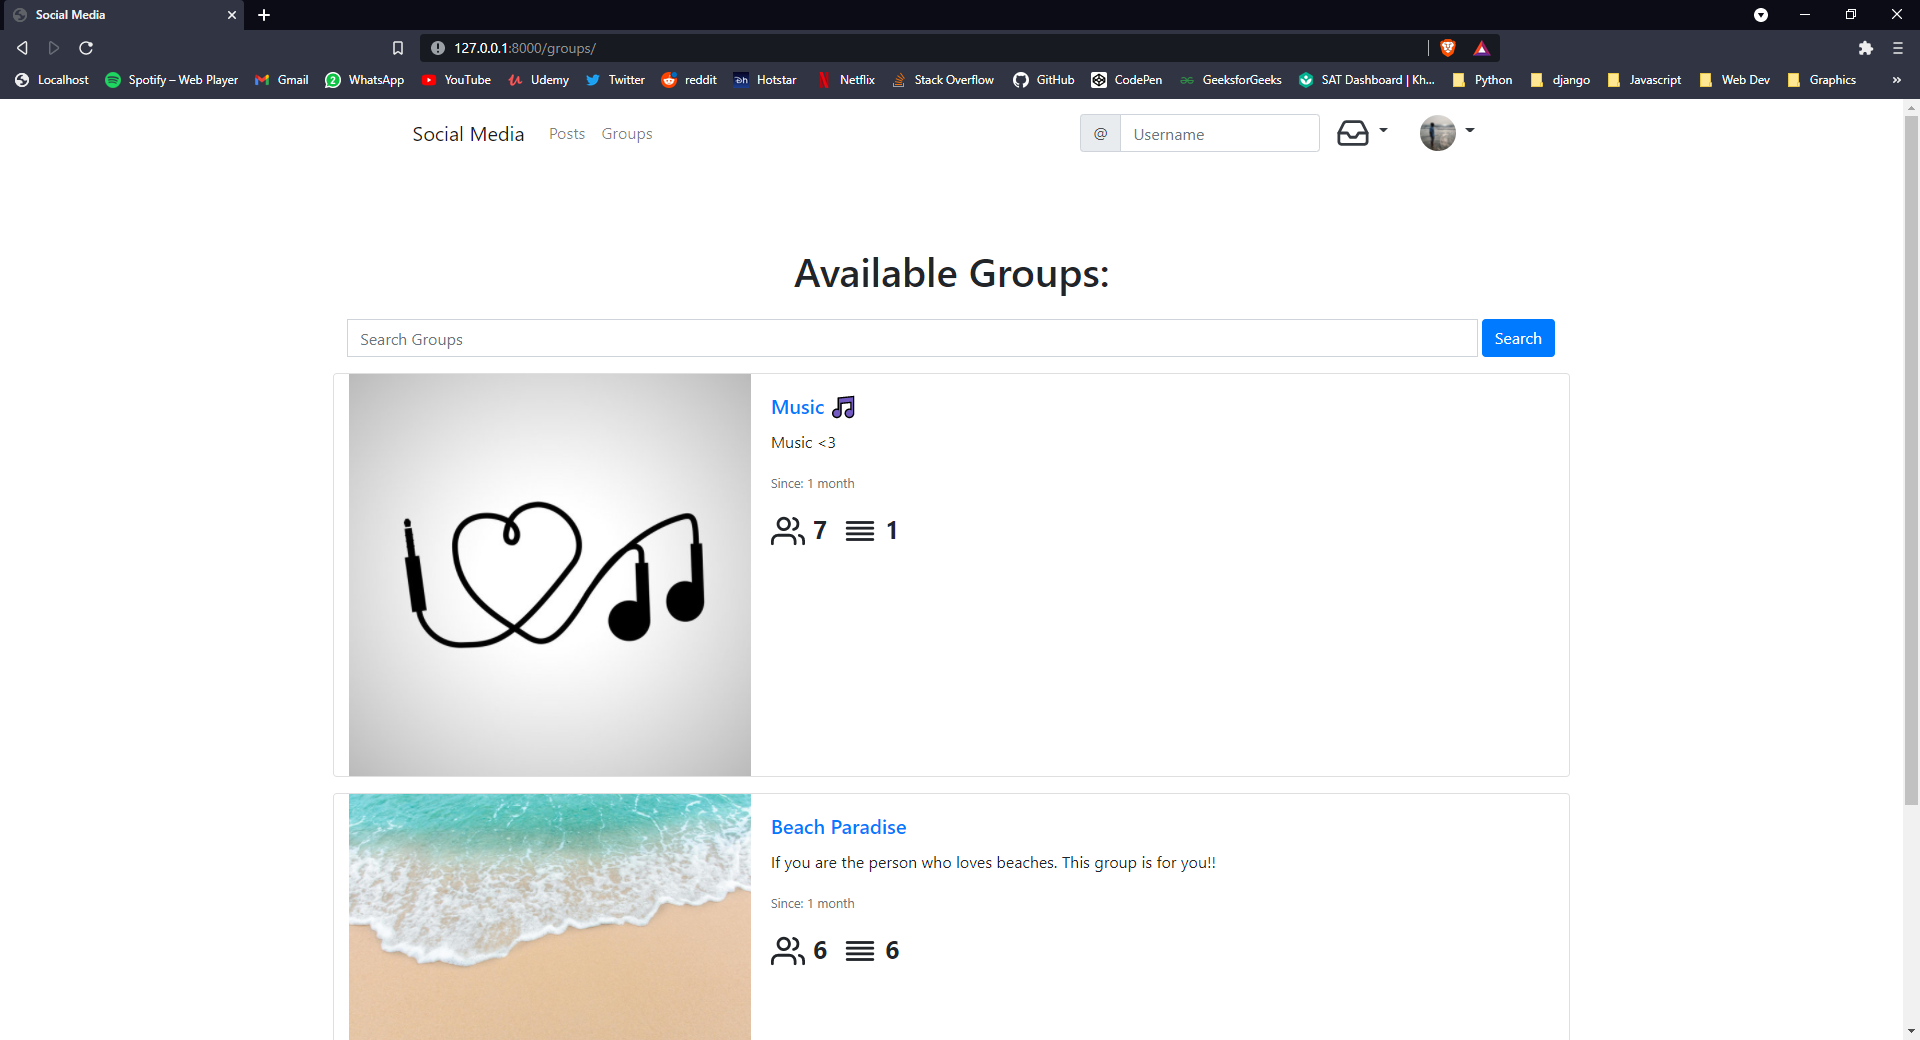 Social Media
127.0.0.1:8000/groups/
Localhost Spotify – Web Player Gmail WhatsApp YouTube Udemy Twitter reddit Hotstar Netflix Stack Overflow GitHub CodePen GeeksforGeeks SAT Dashboard | Kh... Python django Javascript Web Dev Graphics »
Social Media Posts Groups @ Username
Available Groups:
Search Groups Search
Music 🎵
Music <3
Since: 1 month
7 1
Beach Paradise
If you are the person who loves beaches. This group is for you!!
Since: 1 month
6 6